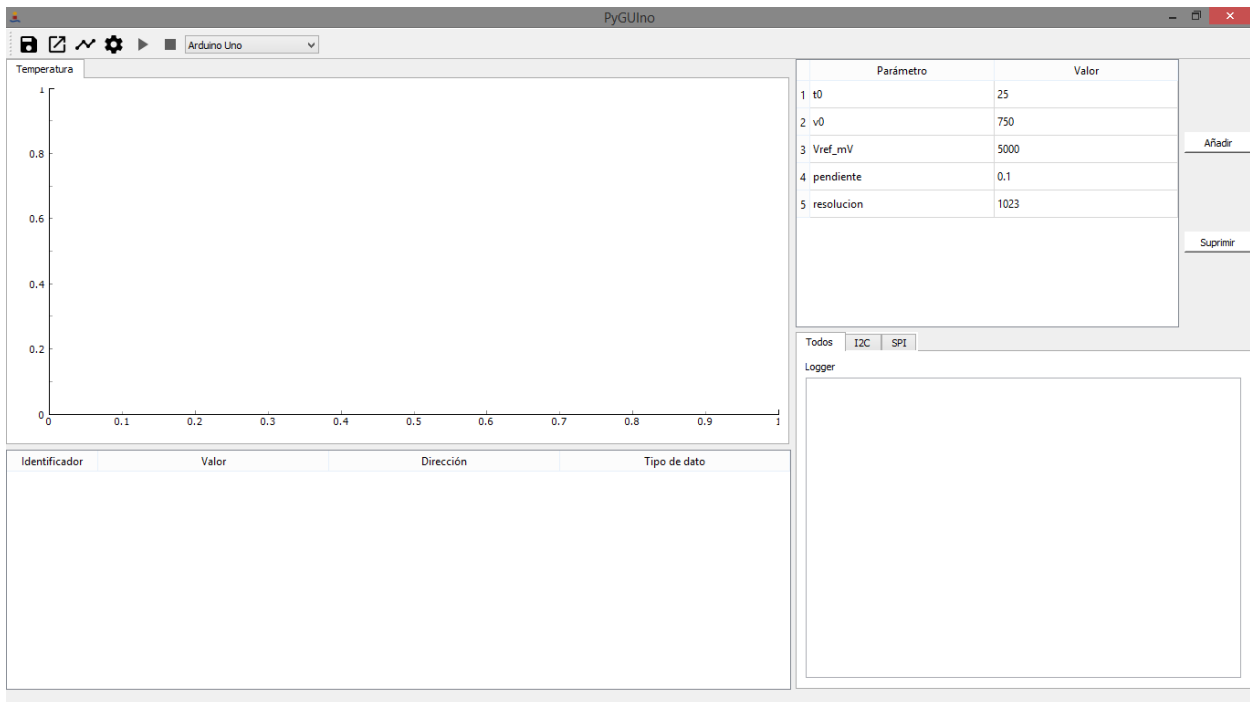 PyGUIno
Arduino Uno
Temperatura
1
0.8
0.6
0.4
0.2
0
0 0.1 0.2 0.3 0.4 0.5 0.6 0.7 0.8 0.9 1
Identificador Valor Dirección Tipo de dato
Parámetro Valor
1 t0 25
2 v0 750
3 Vref_mV 5000
4 pendiente 0.1
5 resolucion 1023
Añadir
Suprimir
Todos I2C SPI
Logger